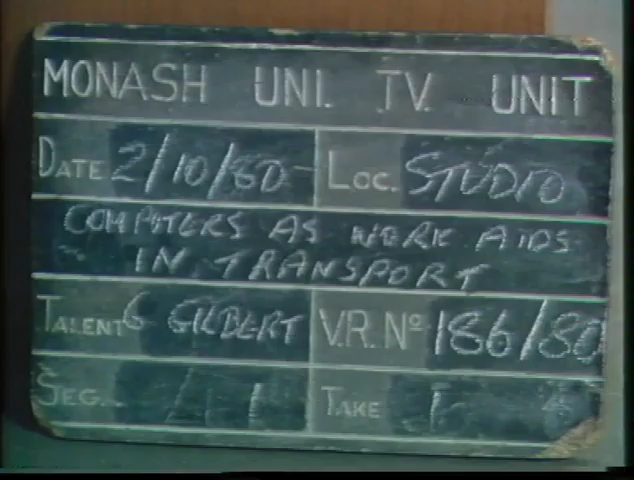 MONASH UNI. TV. UNIT
DATE 2/10/80 LOC. STUDIO
COMPUTERS AS WORK AIDS
IN TRANSPORT
TALENT G GILBERT V.R. Nº 186/80
SEG. 1 TAKE 1